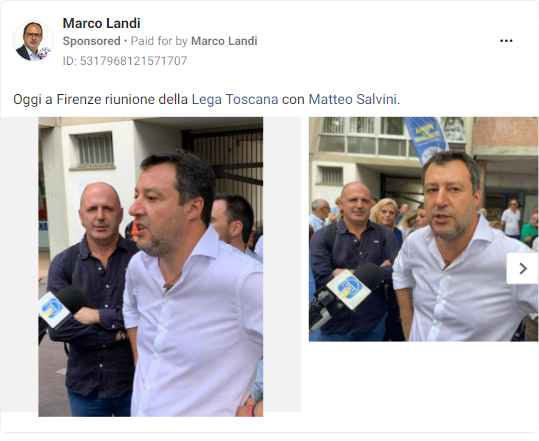 Marco Landi
Sponsored • Paid for by Marco Landi
ID: 5317968121571707
Oggi a Firenze riunione della Lega Toscana con Matteo Salvini.